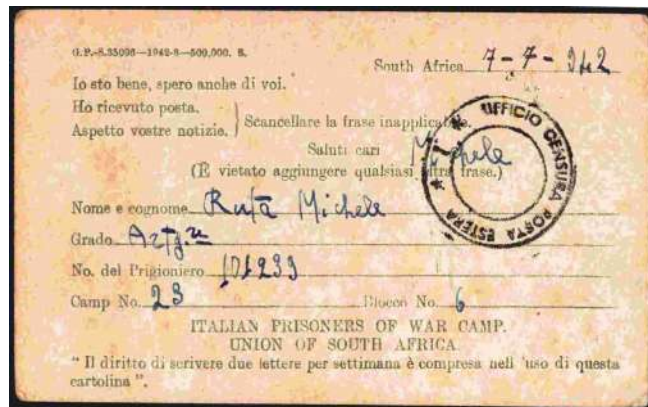 G.P.-S.35098—1942-3—500,000. S.
South Africa 7-7-942
Io sto bene, spero anche di voi.
Ho ricevuto posta.
Aspetto vostre notizie. } Scancellare la frase inapplicabile.
Saluti cari Michele
(È vietato aggiungere qualsiasi altra frase.)
UFFICIO CENSURA POSTA ESTERA
Nome e cognome Rufa Michele
Grado
No. del Prigioniero 101233
Camp No. 23 Blocco No. 6
ITALIAN PRISONERS OF WAR CAMP.
UNION OF SOUTH AFRICA.
" Il diritto di scrivere due lettere per settimana è compresa nell 'uso di questa
cartolina ".